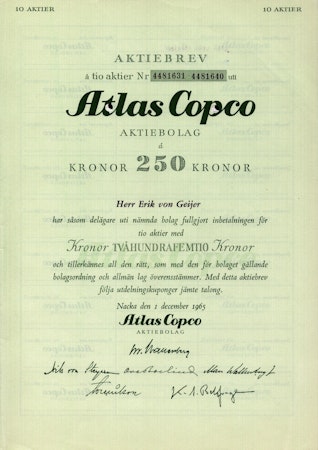 10 AKTIER 10 AKTIER
AKTIEBREV
á tio aktier Nr 4481631 4481640 utt
Atlas Copco
AKTIEBOLAG
á
KRONOR 250 KRONOR
Herr Erik von Geijer
har såsom delägare uti nämnda bolag fullgjort inbetalningen för
tio aktier med
Kronor TVÅHUNDRAFEMTIO Kronor
och tillerkännes all den rätt, som med den för bolaget gällande
bolagsordning och allmän lag överensstämmer. Med detta aktiebrev
följa utdelningskuponger jämte talong.
Nacka den 1 december 1965
Atlas Copco
AKTIEBOLAG